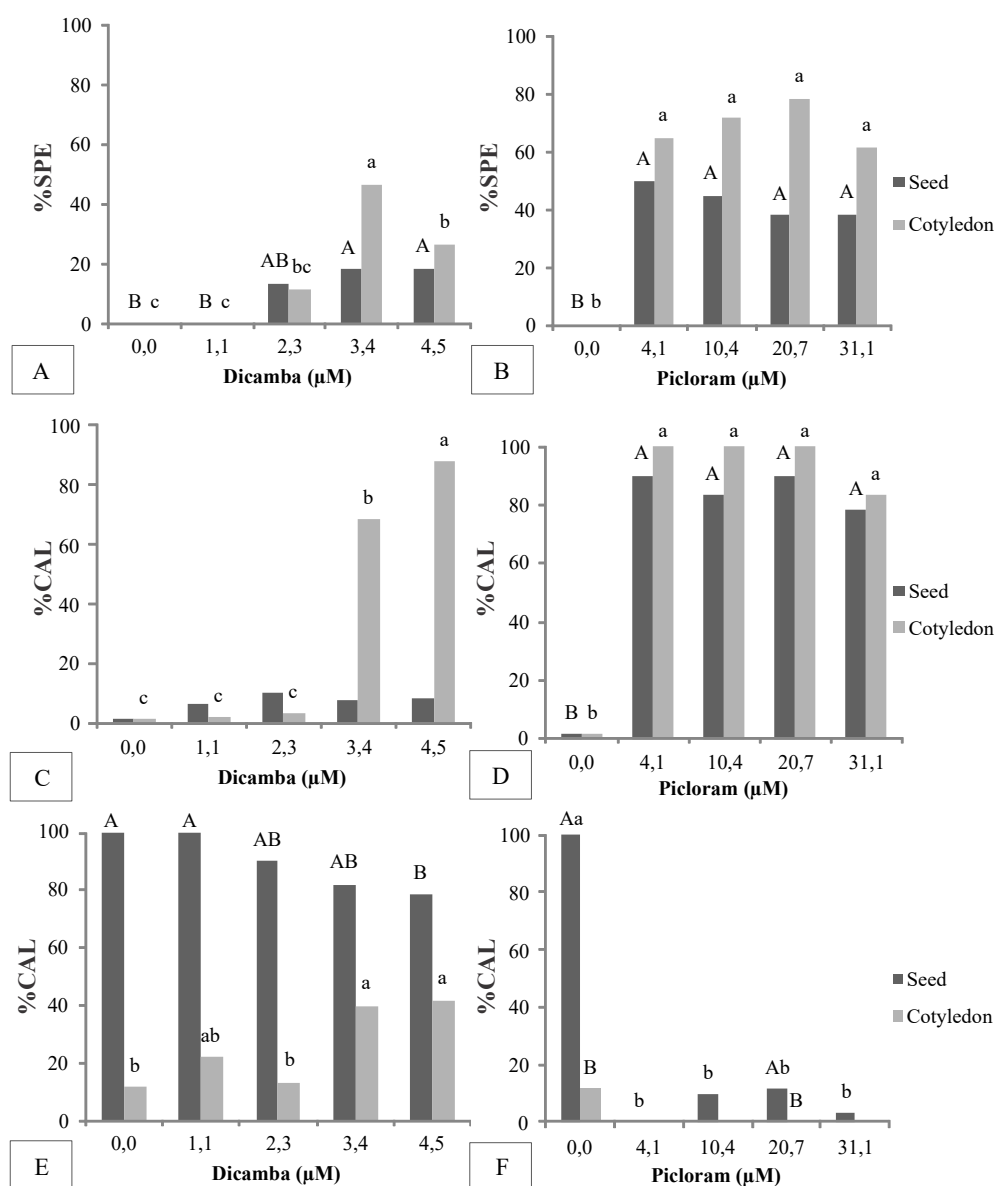 100
80
60
40
20
0
%SPE
B c
B c
AB bc
A a
A b
0,0 1,1 2,3 3,4 4,5
Dicamba (µM)
A
100
80
60
40
20
0
%SPE
B b
A a
A a
A a
A a
0,0 4,1 10,4 20,7 31,1
Picloram (µM)
B
Seed
Cotyledon
100
80
60
40
20
0
%CAL
c
c
c
b
a
0,0 1,1 2,3 3,4 4,5
Dicamba (µM)
C
100
80
60
40
20
0
%CAL
B b
A a
A a
A a
A a
0,0 4,1 10,4 20,7 31,1
Picloram (µM)
D
Seed
Cotyledon
100
80
60
40
20
0
%CAL
A b
A ab
AB b
AB a
B a
0,0 1,1 2,3 3,4 4,5
Dicamba (µM)
E
100
80
60
40
20
0
%CAL
Aa B
b
b
Ab B
b
0,0 4,1 10,4 20,7 31,1
Picloram (µM)
F
Seed
Cotyledon